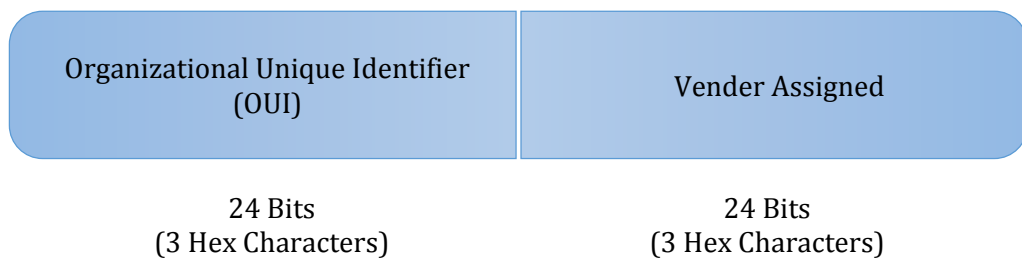 Organizational Unique Identifier
(OUI)
Vender Assigned
24 Bits
(3 Hex Characters)
24 Bits
(3 Hex Characters)